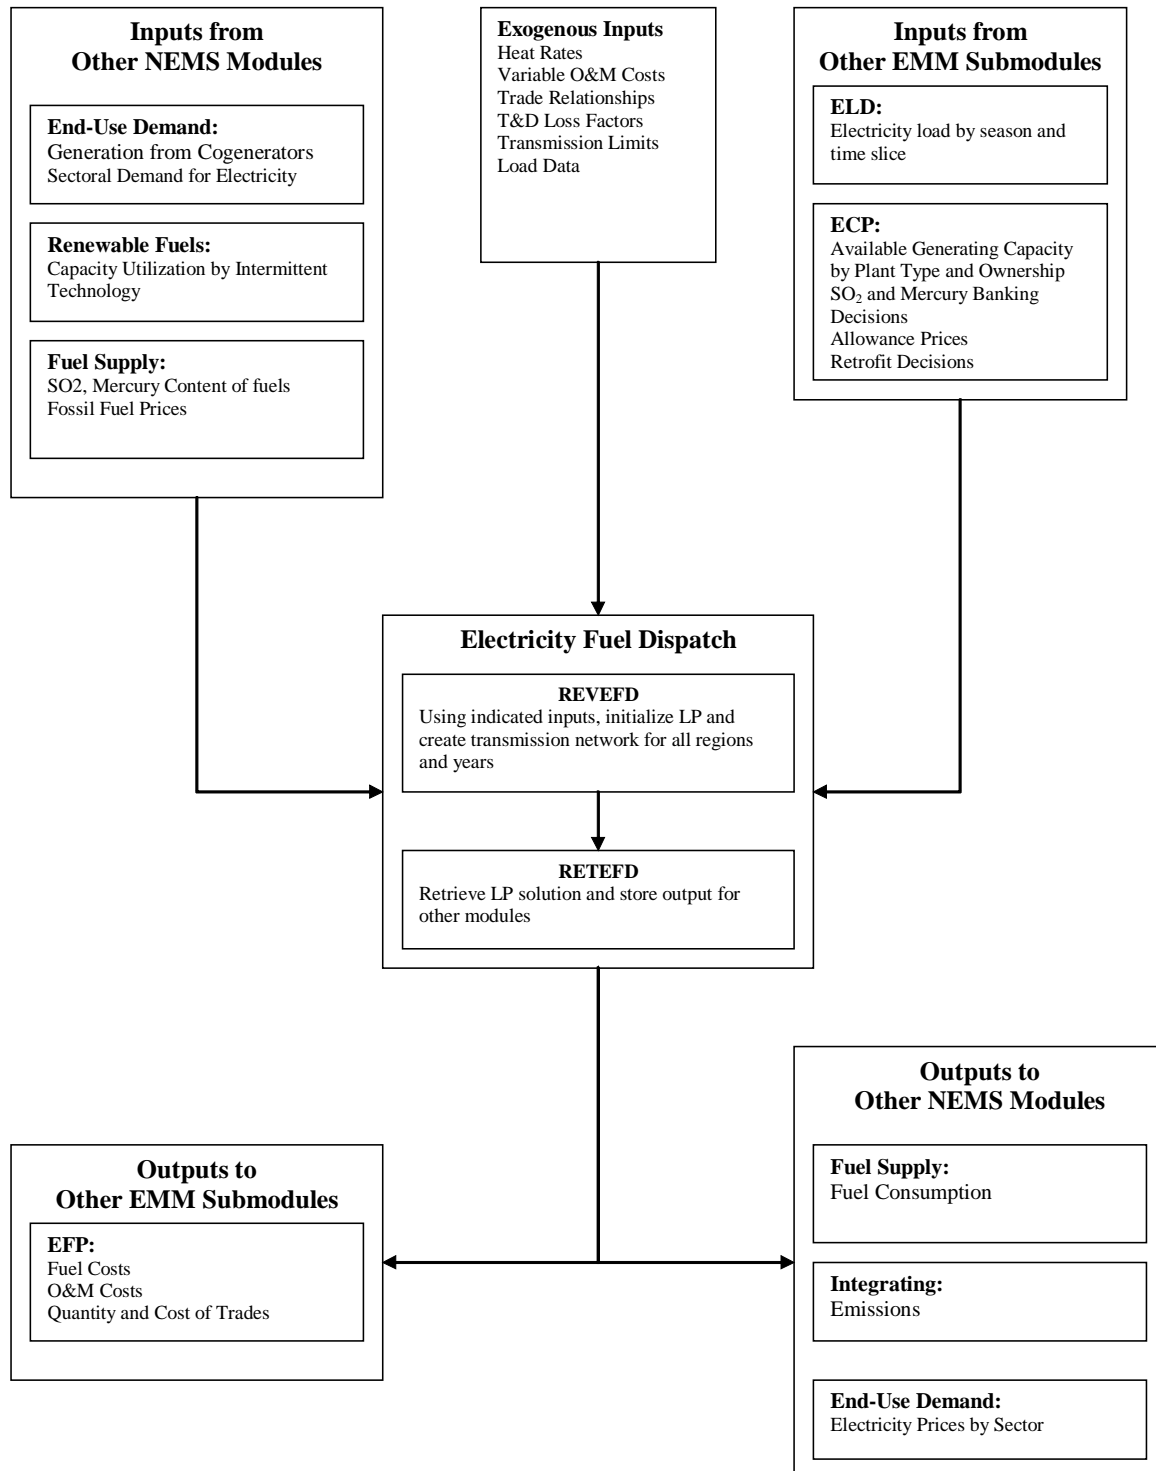 Inputs from
Other NEMS Modules
End-Use Demand:
Generation from Cogenerators
Sectoral Demand for Electricity
Renewable Fuels:
Capacity Utilization by Intermittent
Technology
Fuel Supply:
SO2, Mercury Content of fuels
Fossil Fuel Prices
Exogenous Inputs
Heat Rates
Variable O&M Costs
Trade Relationships
T&D Loss Factors
Transmission Limits
Load Data
Inputs from
Other EMM Submodules
ELD:
Electricity load by season and
time slice
ECP:
Available Generating Capacity
by Plant Type and Ownership
SO₂ and Mercury Banking
Decisions
Allowance Prices
Retrofit Decisions
Electricity Fuel Dispatch
REVEFD
Using indicated inputs, initialize LP and
create transmission network for all regions
and years
RETEFD
Retrieve LP solution and store output for
other modules
Outputs to
Other EMM Submodules
EFP:
Fuel Costs
O&M Costs
Quantity and Cost of Trades
Outputs to
Other NEMS Modules
Fuel Supply:
Fuel Consumption
Integrating:
Emissions
End-Use Demand:
Electricity Prices by Sector